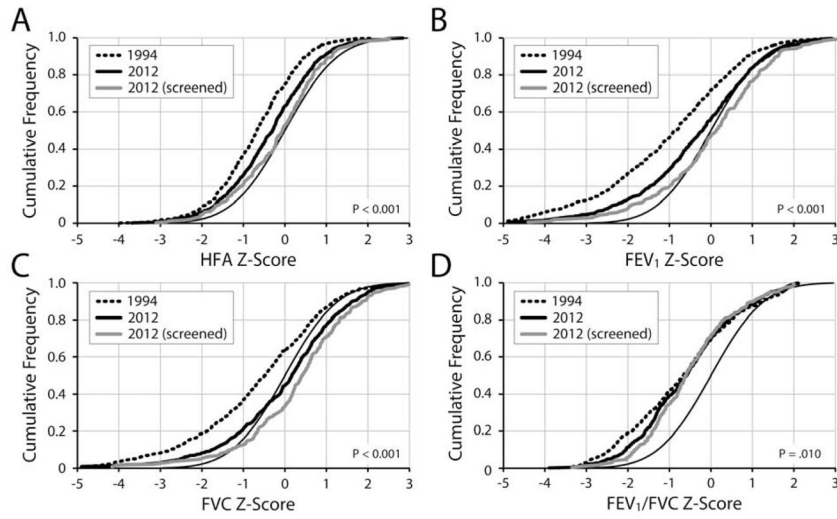 A
Cumulative Frequency
1.0
0.8
0.6
0.4
0.2
0
1994
2012
2012 (screened)
P < 0.001
-5 -4 -3 -2 -1 0 1 2 3
HFA Z-Score
B
Cumulative Frequency
1.0
0.8
0.6
0.4
0.2
0
1994
2012
2012 (screened)
P < 0.001
-5 -4 -3 -2 -1 0 1 2 3
FEV₁ Z-Score
C
Cumulative Frequency
1.0
0.8
0.6
0.4
0.2
0
1994
2012
2012 (screened)
P < 0.001
-5 -4 -3 -2 -1 0 1 2 3
FVC Z-Score
D
Cumulative Frequency
1.0
0.8
0.6
0.4
0.2
0
1994
2012
2012 (screened)
P = .010
-5 -4 -3 -2 -1 0 1 2 3
FEV₁/FVC Z-Score